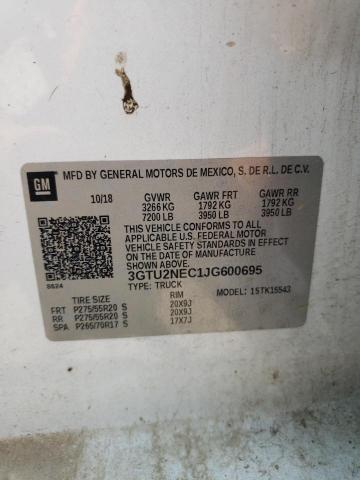 GM
MFD BY GENERAL MOTORS DE MEXICO, S. DE R.L. DE C.V.
10/18 GVWR GAWR FRT GAWR RR
3266 KG 1792 KG 1792 KG
7200 LB 3950 LB 3950 LB
THIS VEHICLE CONFORMS TO ALL
APPLICABLE U.S. FEDERAL MOTOR
VEHICLE SAFETY STANDARDS IN EFFECT
ON THE DATE OF MANUFACTURE
SHOWN ABOVE.
3GTU2NEC1JG600695
S624
TYPE: TRUCK
MODEL: 1STK15543
TIRE SIZE RIM
FRT P275/55R20 S 20X9J
RR P275/55R20 S 20X9J
SPA P265/70R17 S 17X7J